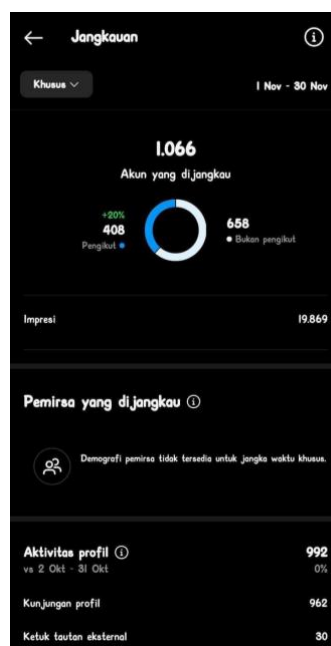 Jangkauan
Khusus
1 Nov - 30 Nov
1.066
Akun yang dijangkau
+20%
408
Pengikut
658
Bukan pengikut
Impresi 19.869
Pemirsa yang dijangkau
Demografi pemirsa tidak tersedia untuk jangka waktu khusus.
Aktivitas profil 992
vs 2 Okt - 31 Okt 0%
Kunjungan profil 962
Ketuk tautan eksternal 30